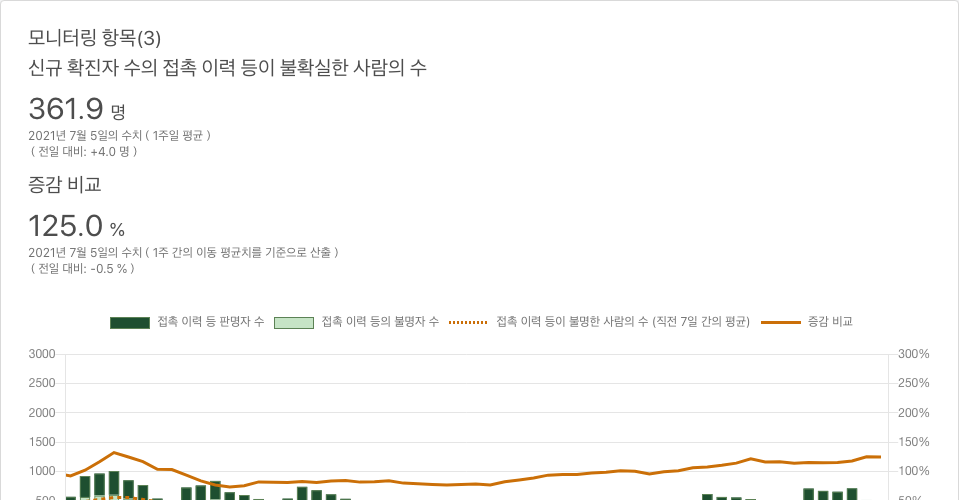 모니터링 항목(3)
신규 확진자 수의 접촉 이력 등이 불확실한 사람의 수
361.9 명
2021년 7월 5일의 수치 ( 1주일 평균 )
( 전일 대비: +4.0 명 )
증감 비교
125.0 %
2021년 7월 5일의 수치 ( 1주 간의 이동 평균치를 기준으로 산출 )
( 전일 대비: -0.5 % )
접촉 이력 등 판명자 수 접촉 이력 등의 불명자 수 접촉 이력 등이 불명한 사람의 수 (직전 7일 간의 평균) 증감 비교
3000 300%
2500 250%
2000 200%
1500 150%
1000 100%
500 50%